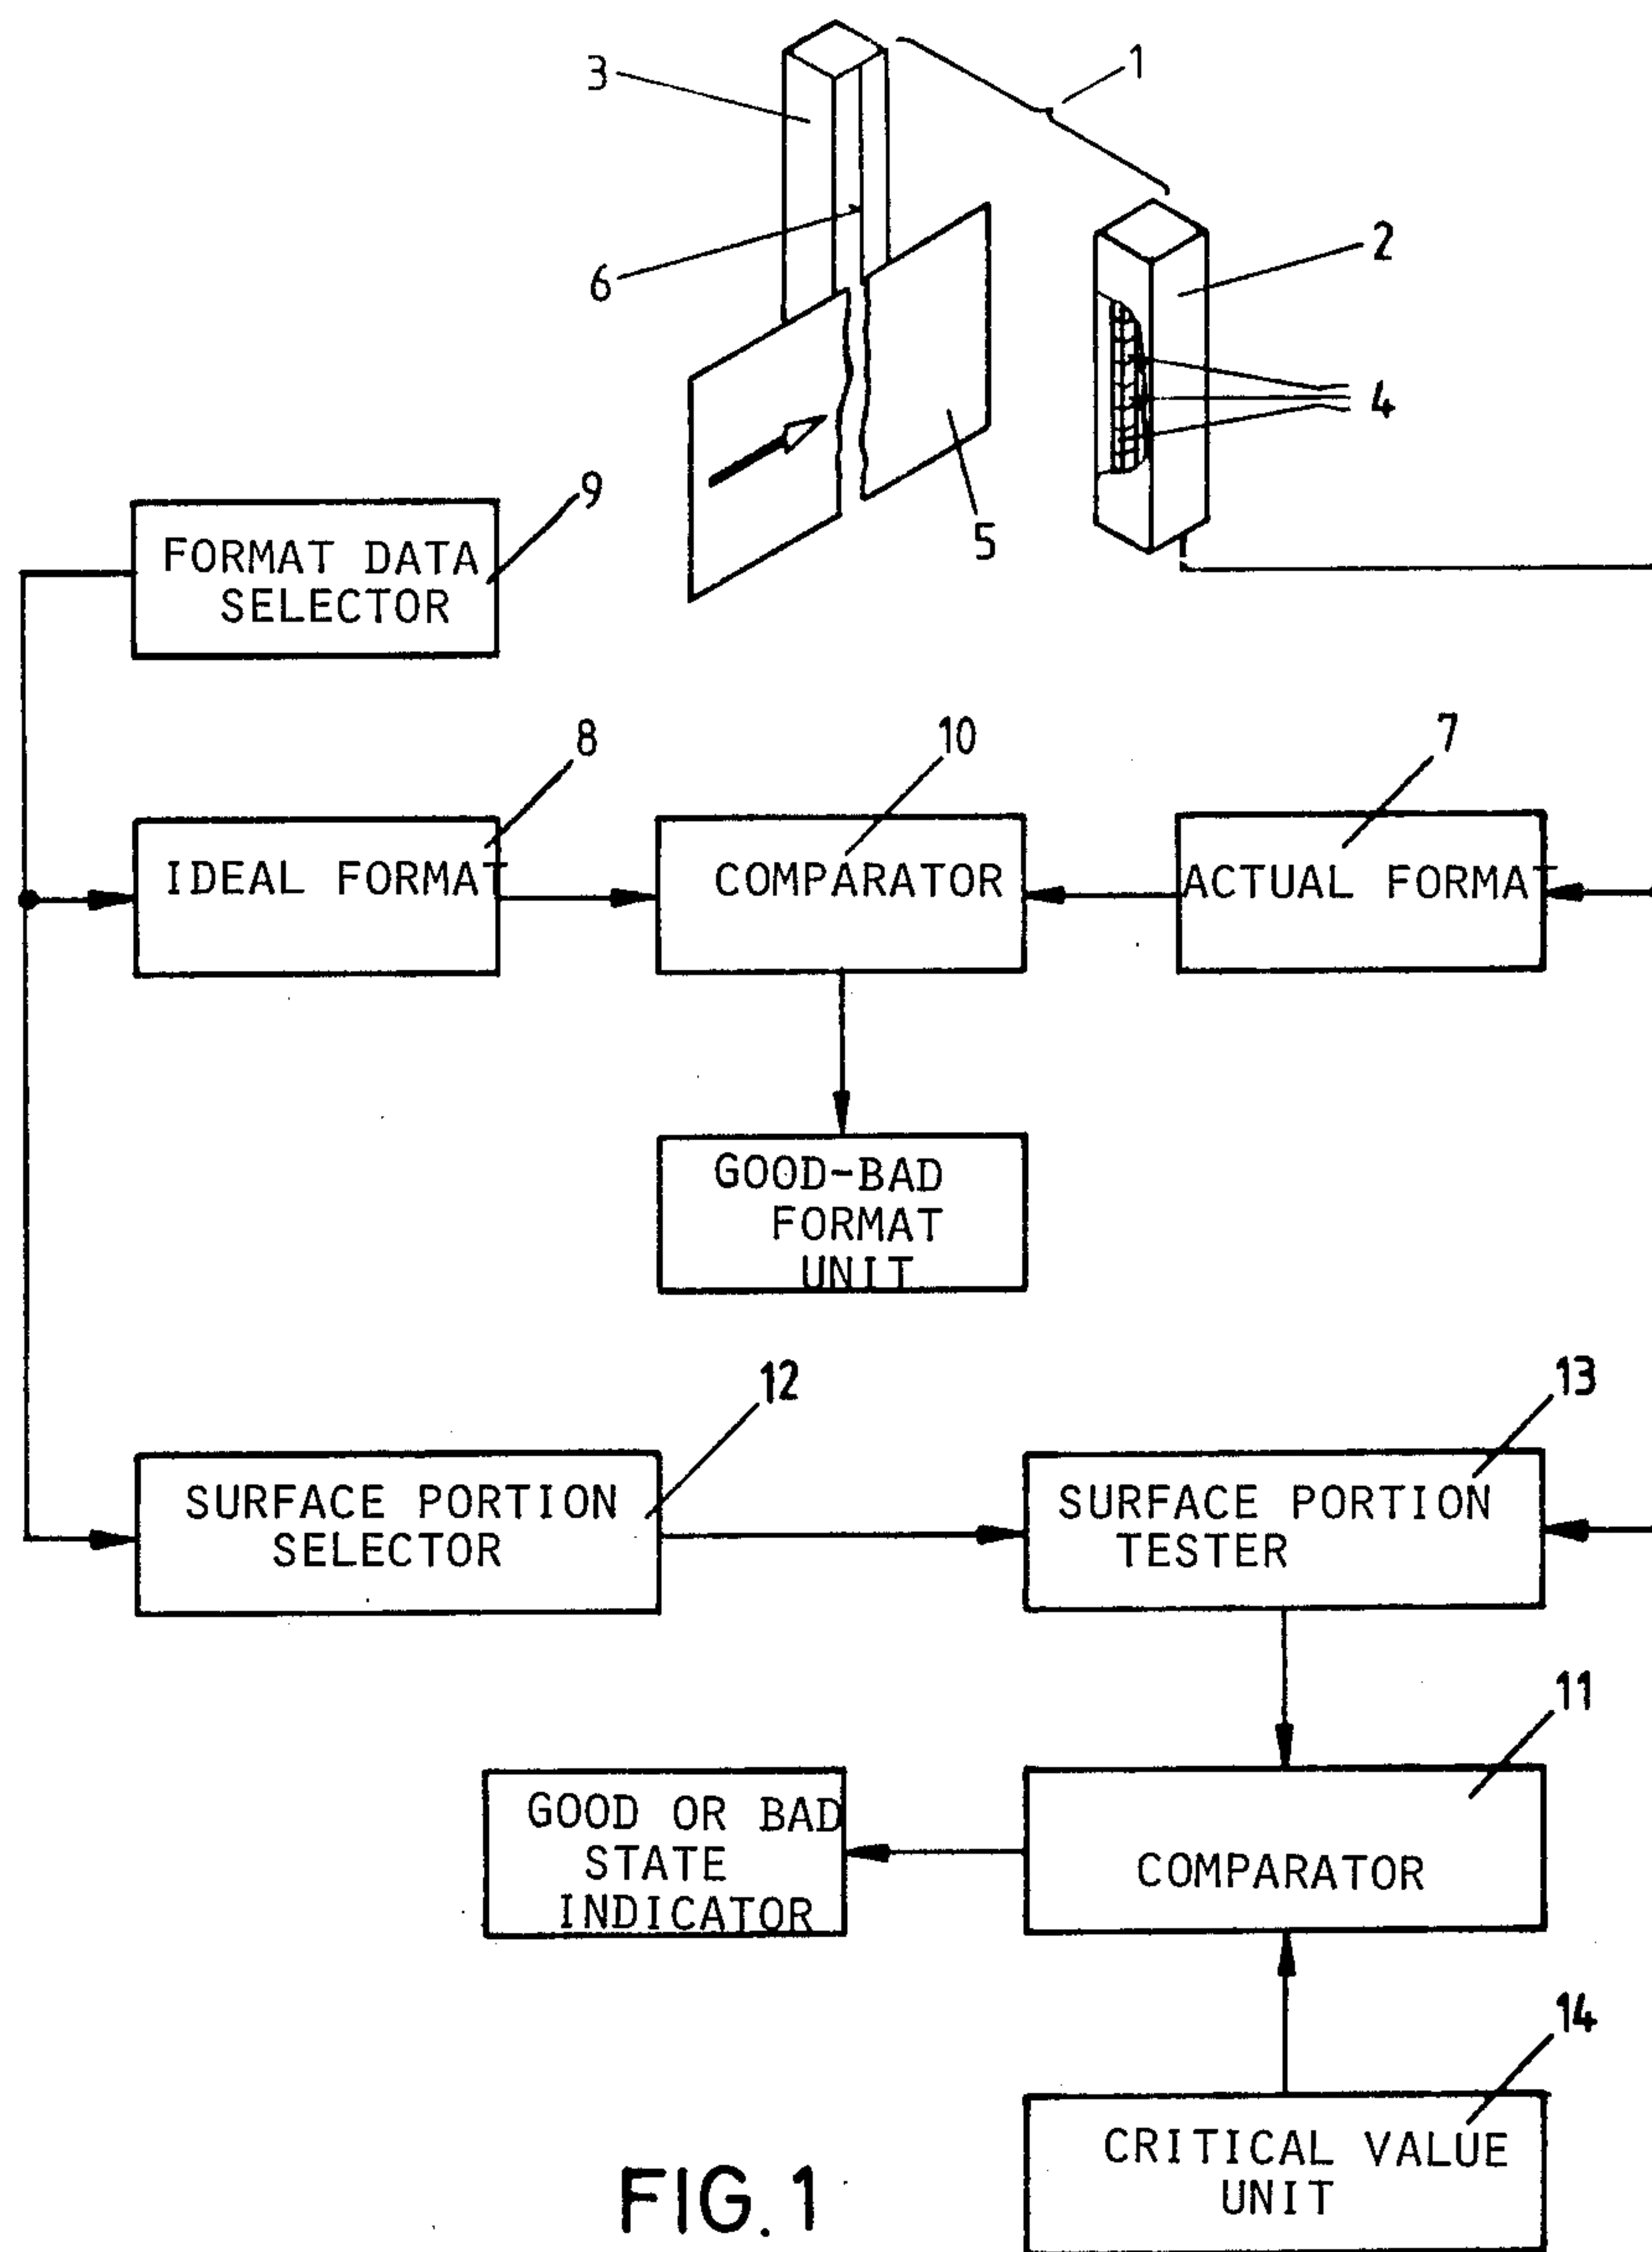 1
3
2
6
4
5
9
FORMAT DATA
SELECTOR
8
10
7
IDEAL FORMAT
COMPARATOR
ACTUAL FORMAT
GOOD-BAD
FORMAT
UNIT
12
13
SURFACE PORTION
SELECTOR
SURFACE PORTION
TESTER
11
GOOD OR BAD
STATE
INDICATOR
COMPARATOR
14
CRITICAL VALUE
UNIT
FIG. 1